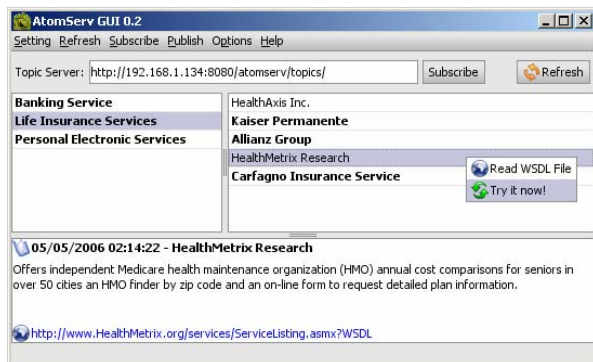 AtomServ GUI 0.2
Setting Refresh Subscribe Publish Options Help
Topic Server: http://192.168.1.134:8080/atomserv/topics/ Subscribe Refresh
Banking Service
Life Insurance Services
Personal Electronic Services
HealthAxis Inc.
Kaiser Permanente
Allianz Group
HealthMetrix Research
Carfagno Insurance Service
Read WSDL File
Try it now!
05/05/2006 02:14:22 - HealthMetrix Research
Offers independent Medicare health maintenance organization (HMO) annual cost comparisons for seniors in
over 50 cities an HMO finder by zip code and an on-line form to request detailed plan information.
http://www.HealthMetrix.org/services/ServiceListing.asmx?WSDL